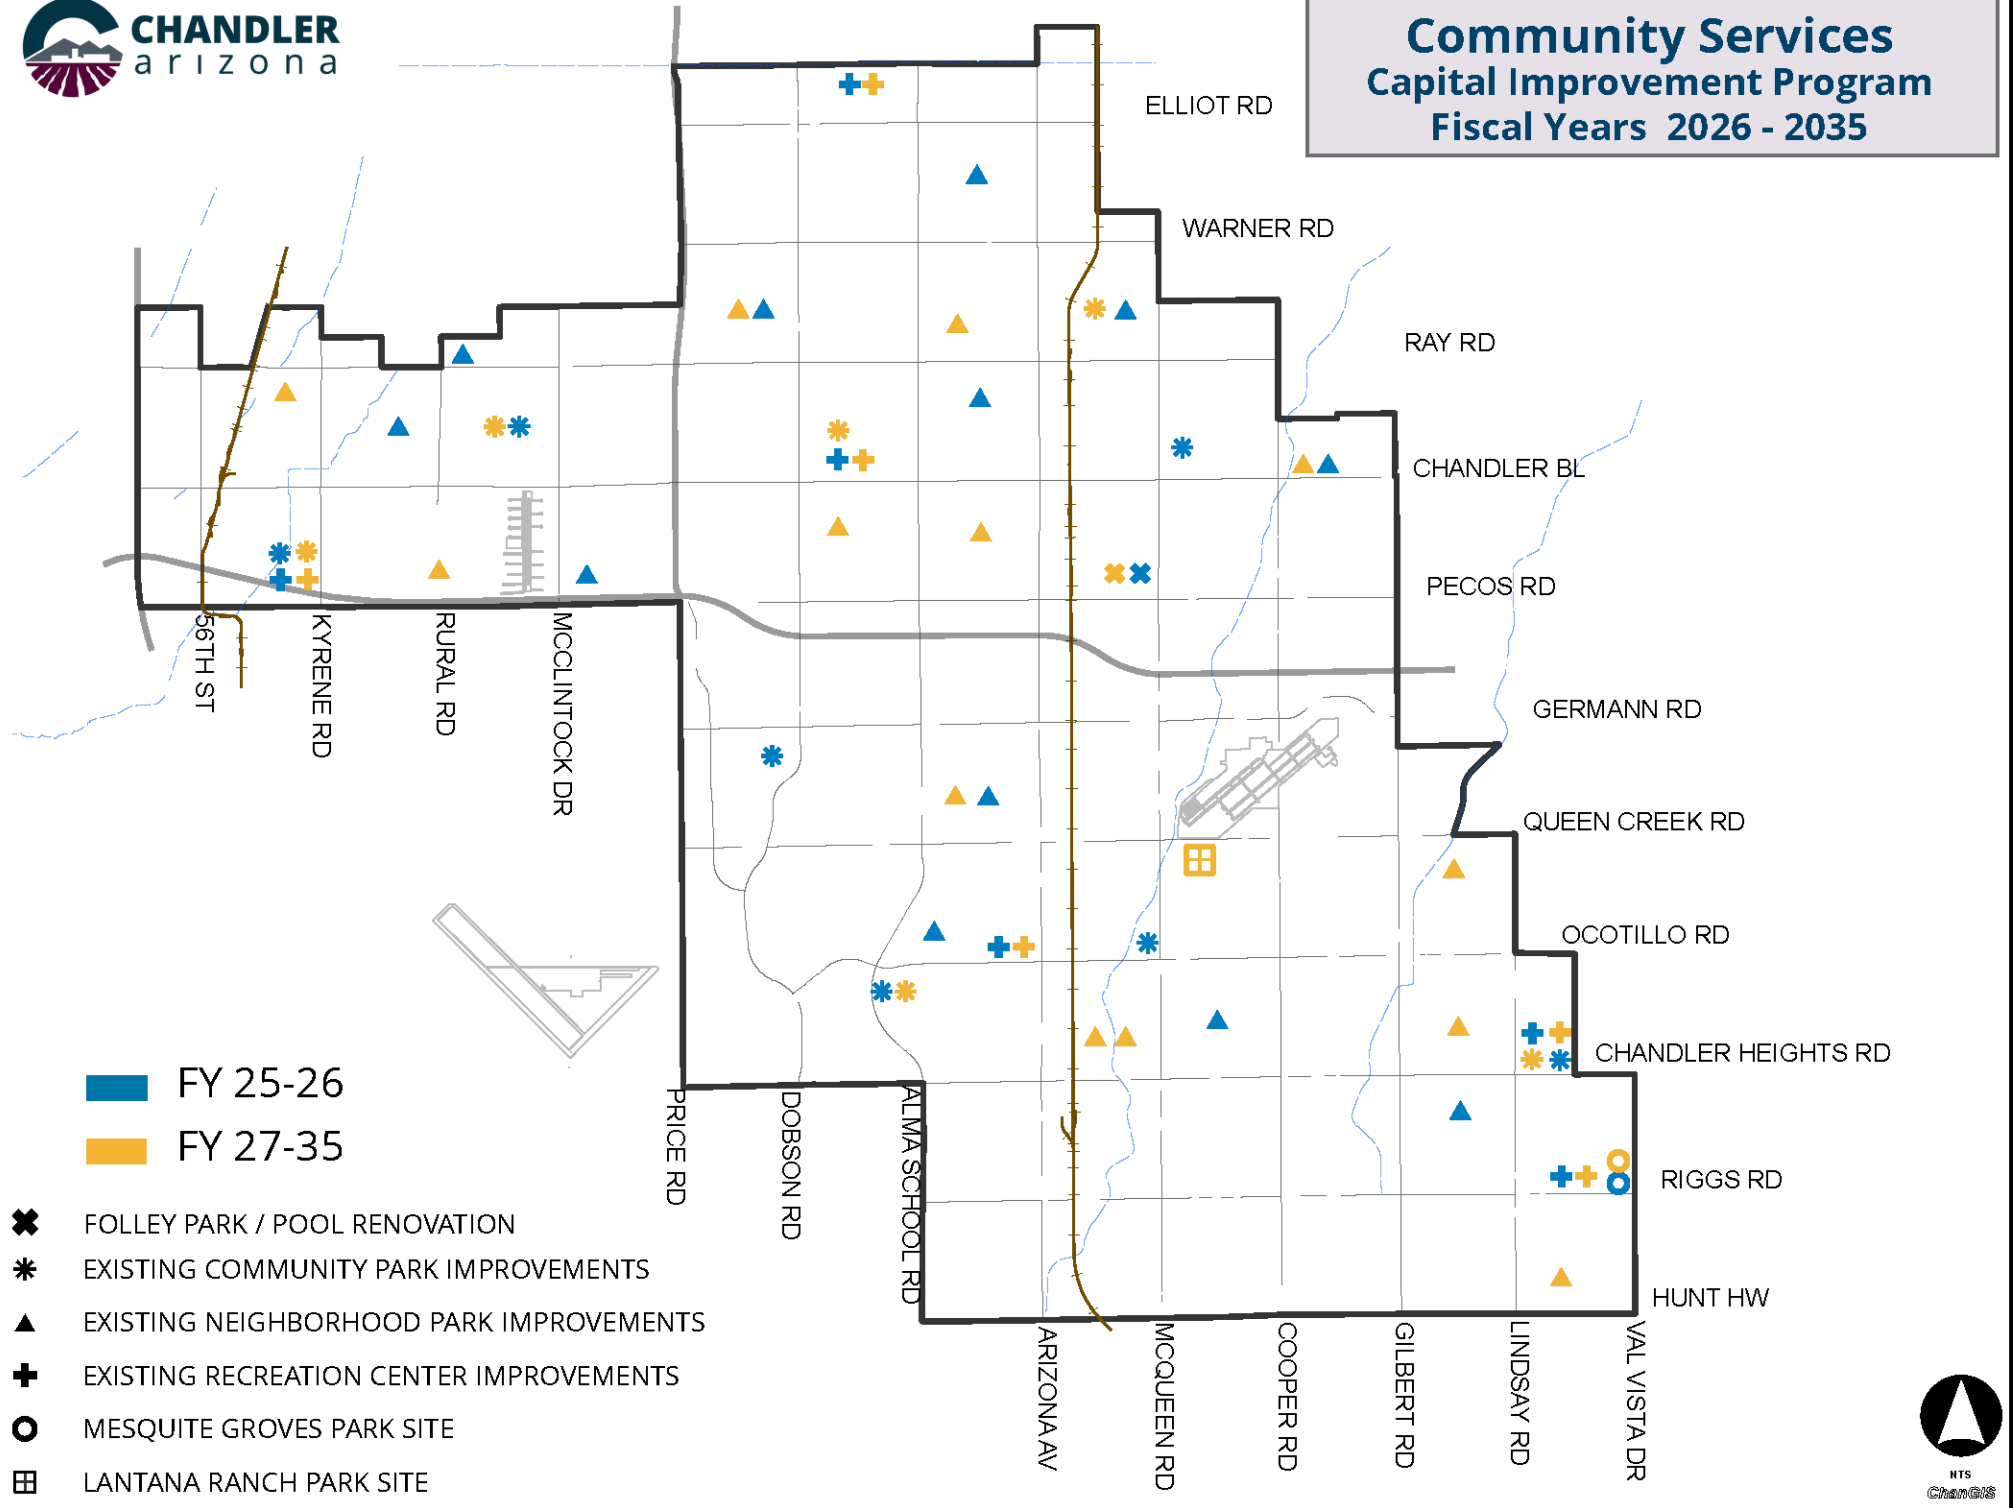 CHANDLER
arizona
Community Services
Capital Improvement Program
Fiscal Years 2026 - 2035
ELLIOT RD
WARNER RD
RAY RD
CHANDLER BL
PECOS RD
GERMANN RD
QUEEN CREEK RD
OCOTILLO RD
CHANDLER HEIGHTS RD
RIGGS RD
HUNT HW
56TH ST
KYRENE RD
RURAL RD
MCCLINTOCK DR
PRICE RD
DOBSON RD
ALMA SCHOOL RD
ARIZONA AV
MCQUEEN RD
COOPER RD
GILBERT RD
LINDSAY RD
VAL VISTA DR
FY 25-26
FY 27-35
FOLLEY PARK / POOL RENOVATION
EXISTING COMMUNITY PARK IMPROVEMENTS
EXISTING NEIGHBORHOOD PARK IMPROVEMENTS
EXISTING RECREATION CENTER IMPROVEMENTS
MESQUITE GROVES PARK SITE
LANTANA RANCH PARK SITE
NTS
ChanGIS